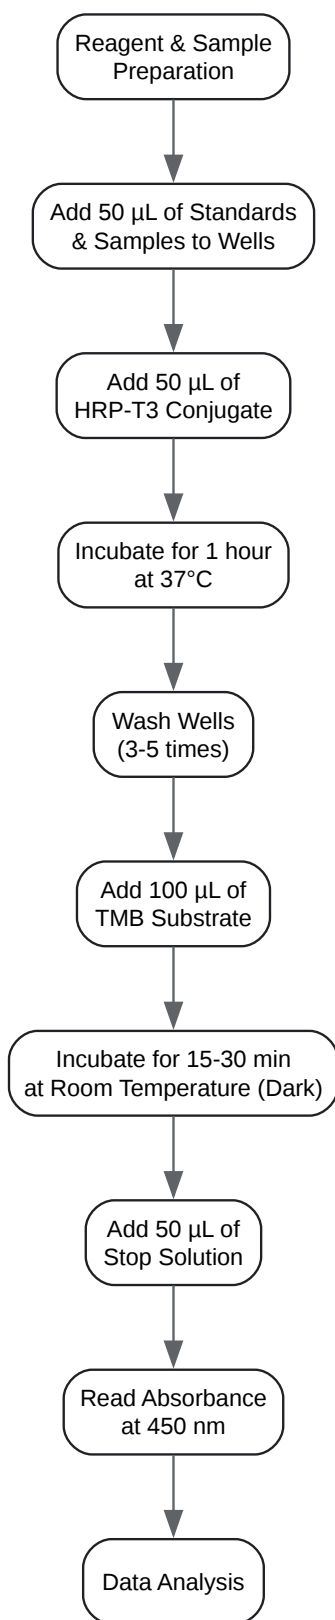 Reagent & Sample
Preparation
Add 50 µL of Standards
& Samples to Wells
Add 50 µL of
HRP-T3 Conjugate
Incubate for 1 hour
at 37°C
Wash Wells
(3-5 times)
Add 100 µL of
TMB Substrate
Incubate for 15-30 min
at Room Temperature (Dark)
Add 50 µL of
Stop Solution
Read Absorbance
at 450 nm
Data Analysis